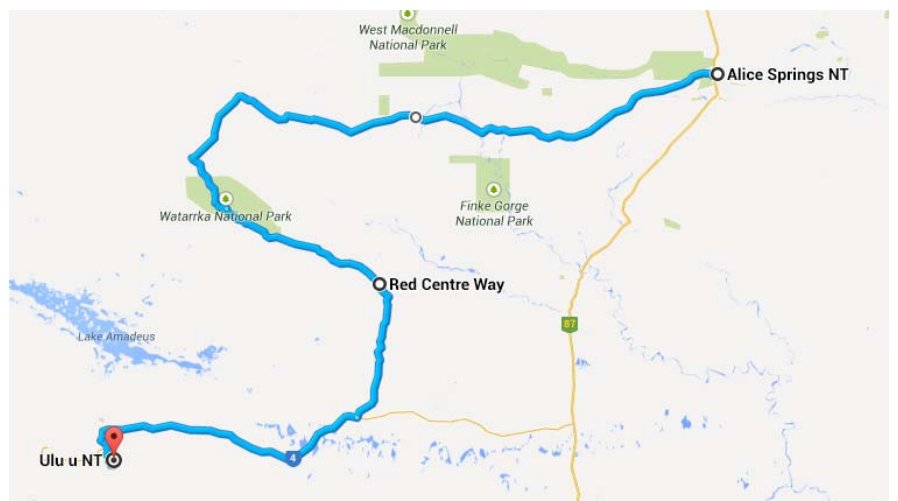 West Macdonnell
National Park
Alice Springs NT
Finke Gorge
National Park
Watarrka National Park
Red Centre Way
87
Lake Amadeus
4
Ulu u NT